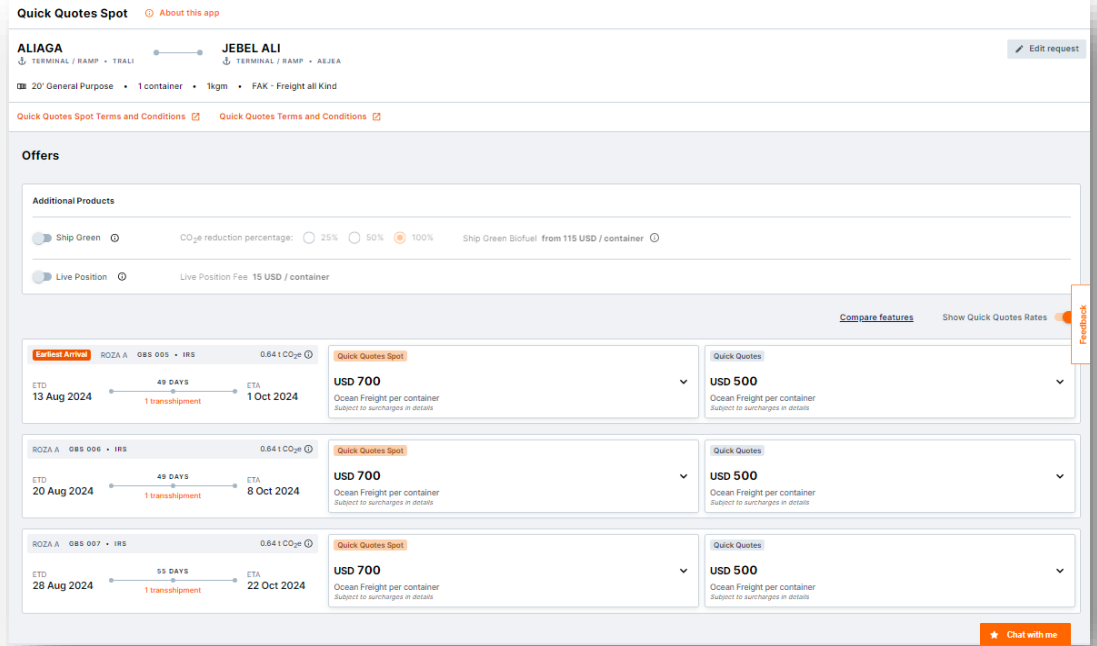 Quick Quotes Spot About this app
ALIAGA JEBEL ALI Edit request
TERMINAL / RAMP • TRALI TERMINAL / RAMP • AEJEA
20' General Purpose • 1 container • 1kgm • FAK - Freight all Kind
Quick Quotes Spot Terms and Conditions Quick Quotes Terms and Conditions
Offers
Additional Products
Ship Green CO2e reduction percentage: 25% 50% 100% Ship Green Biofuel from 115 USD / container
Live Position Live Position Fee 15 USD / container
Compare features Show Quick Quotes Rates
Feedback
Earliest Arrival ROZA A GBS 005 • IRS 0.64 t CO2e
ETD 49 DAYS ETA
13 Aug 2024 1 transshipment 1 Oct 2024
Quick Quotes Spot
USD 700
Ocean Freight per container
Subject to surcharges in details
Quick Quotes
USD 500
Ocean Freight per container
Subject to surcharges in details
ROZA A GBS 006 • IRS 0.64 t CO2e
ETD 49 DAYS ETA
20 Aug 2024 1 transshipment 8 Oct 2024
Quick Quotes Spot
USD 700
Ocean Freight per container
Subject to surcharges in details
Quick Quotes
USD 500
Ocean Freight per container
Subject to surcharges in details
ROZA A GBS 007 • IRS 0.64 t CO2e
ETD 55 DAYS ETA
28 Aug 2024 1 transshipment 22 Oct 2024
Quick Quotes Spot
USD 700
Ocean Freight per container
Subject to surcharges in details
Quick Quotes
USD 500
Ocean Freight per container
Subject to surcharges in details
Chat with me